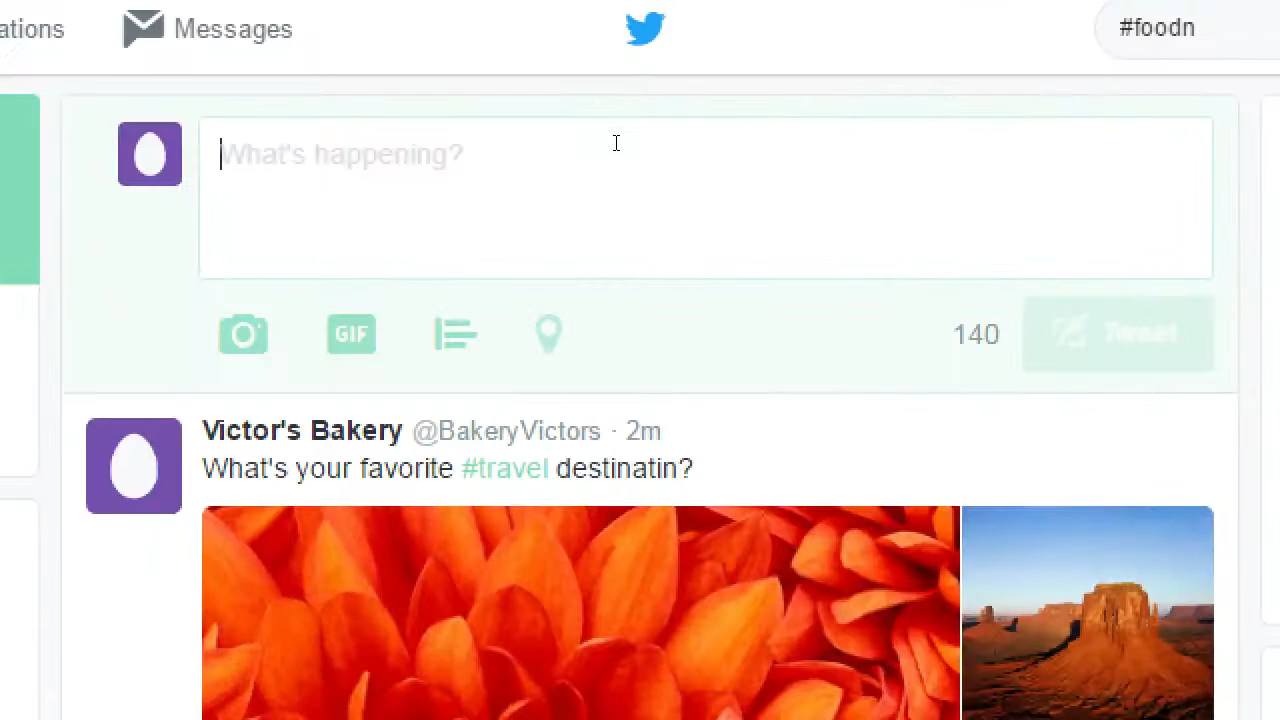 ations
Messages
#foodn
What's happening?
GIF
140
Tweet
Victor's Bakery @BakeryVictors · 2m
What's your favorite #travel destinatin?